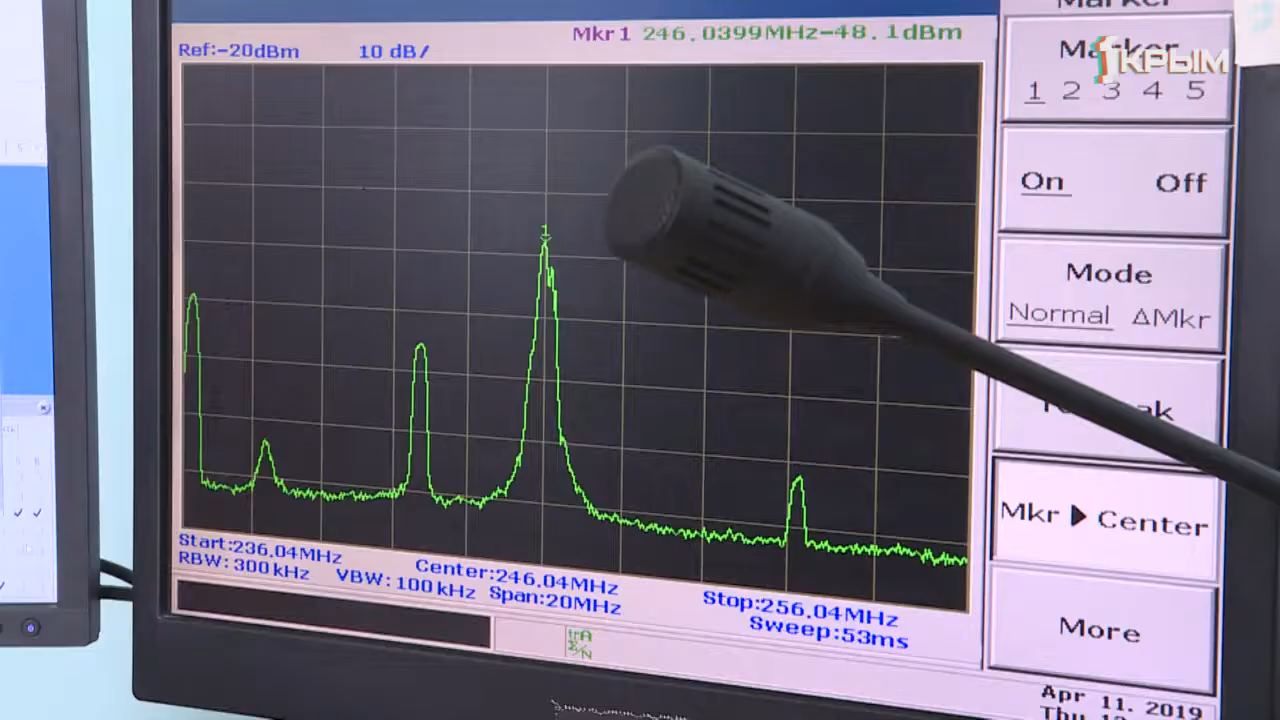 Marker
Mkr1 246.0399MHz-48.1dBm
Ref:-20dBm 10 dB/
1КРЫМ
1 2 3 4 5
On Off
1
Mode
Normal ΔMkr
Mkr ▶ Center
Start:236.04MHz
Center:246.04MHz
Stop:256.04MHz
RBW:300kHz VBW:100kHz Span:20MHz
Sweep:53ms
More
Apr 11. 2019